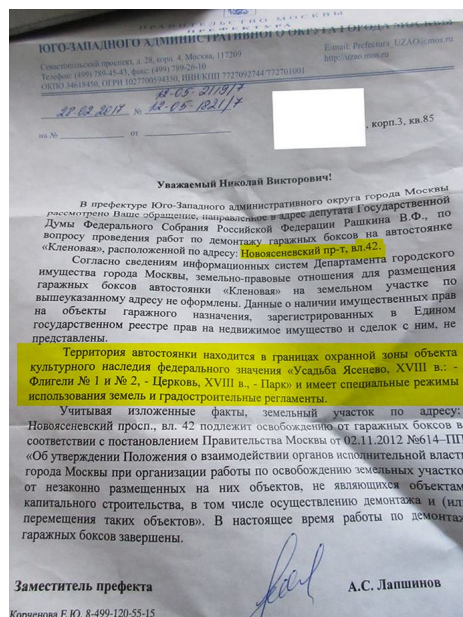 ПРАВИТЕЛЬСТВО МОСКВЫ
ПРЕФЕКТУРА
ЮГО-ЗАПАДНОГО АДМИНИСТРАТИВНОГО ОКРУГА ГОРОДА МОСКВЫ
Севастопольский проспект, д. 28, корп. 4, Москва, 117209
E-mail: Prefectura_UZAO@mos.ru
Телефон: (499) 789-45-43, факс: (499) 789-26-10
http://uzao.mos.ru
ОКПО 34618450, ОГРН 1027700594330, ИНН/КПП 7727092744/772701001
12-05-2119/7
28.02.2017 № 12-05-1821/7
на № от
, корп.3, кв.85
Уважаемый Николай Викторович!
В префектуре Юго-Западного административного округа города Москвы
рассмотрено Ваше обращение, направленное в адрес депутата Государственной
Думы Федерального Собрания Российской Федерации Рашкина В.Ф., по
вопросу проведения работ по демонтажу гаражных боксов на автостоянке
«Кленовая», расположенной по адресу: Новоясеневский пр-т, вл.42.
Согласно сведениям информационных систем Департамента городского
имущества города Москвы, земельно-правовые отношения для размещения
гаражных боксов автостоянки «Кленовая» на земельном участке по
вышеуказанному адресу не оформлены. Данные о наличии имущественных прав
на объекты гаражного назначения, зарегистрированных в Едином
государственном реестре прав на недвижимое имущество и сделок с ним, не
представлены.
Территория автостоянки находится в границах охранной зоны объекта
культурного наследия федерального значения «Усадьба Ясенево, XVIII в.: -
Флигели № 1 и № 2, - Церковь, XVIII в., - Парк» и имеет специальные режимы
использования земель и градостроительные регламенты.
Учитывая изложенные факты, земельный участок по адресу:
Новоясеневский просп., вл. 42 подлежит освобождению от гаражных боксов в
соответствии с постановлением Правительства Москвы от 02.11.2012 №614-ПП
«Об утверждении Положения о взаимодействии органов исполнительной власт
города Москвы при организации работы по освобождению земельных участко
от незаконно размещенных на них объектов, не являющихся объектам
капитального строительства, в том числе осуществлению демонтажа и (ил
перемещения таких объектов». В настоящее время работы по демонтаж
гаражных боксов завершены.
Заместитель префекта А.С. Лапшинов
Корченова Е.Ю. 8-499-120-55-15